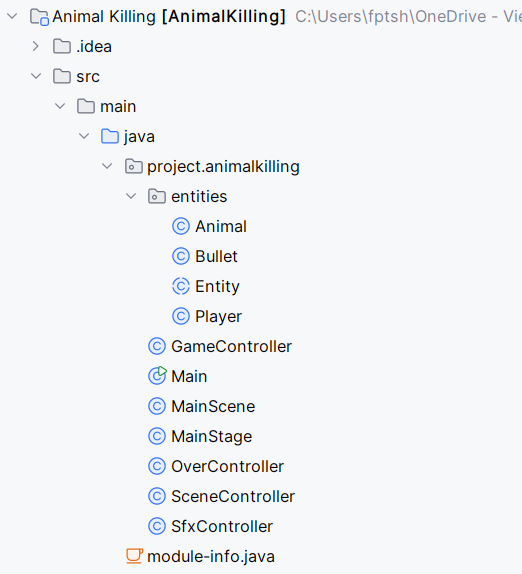 Animal Killing [AnimalKilling] C:\Users\fptsh\OneDrive - Vie
.idea
src
main
java
project.animalkilling
entities
Animal
Bullet
Entity
Player
GameController
Main
MainScene
MainStage
OverController
SceneController
SfxController
module-info.java